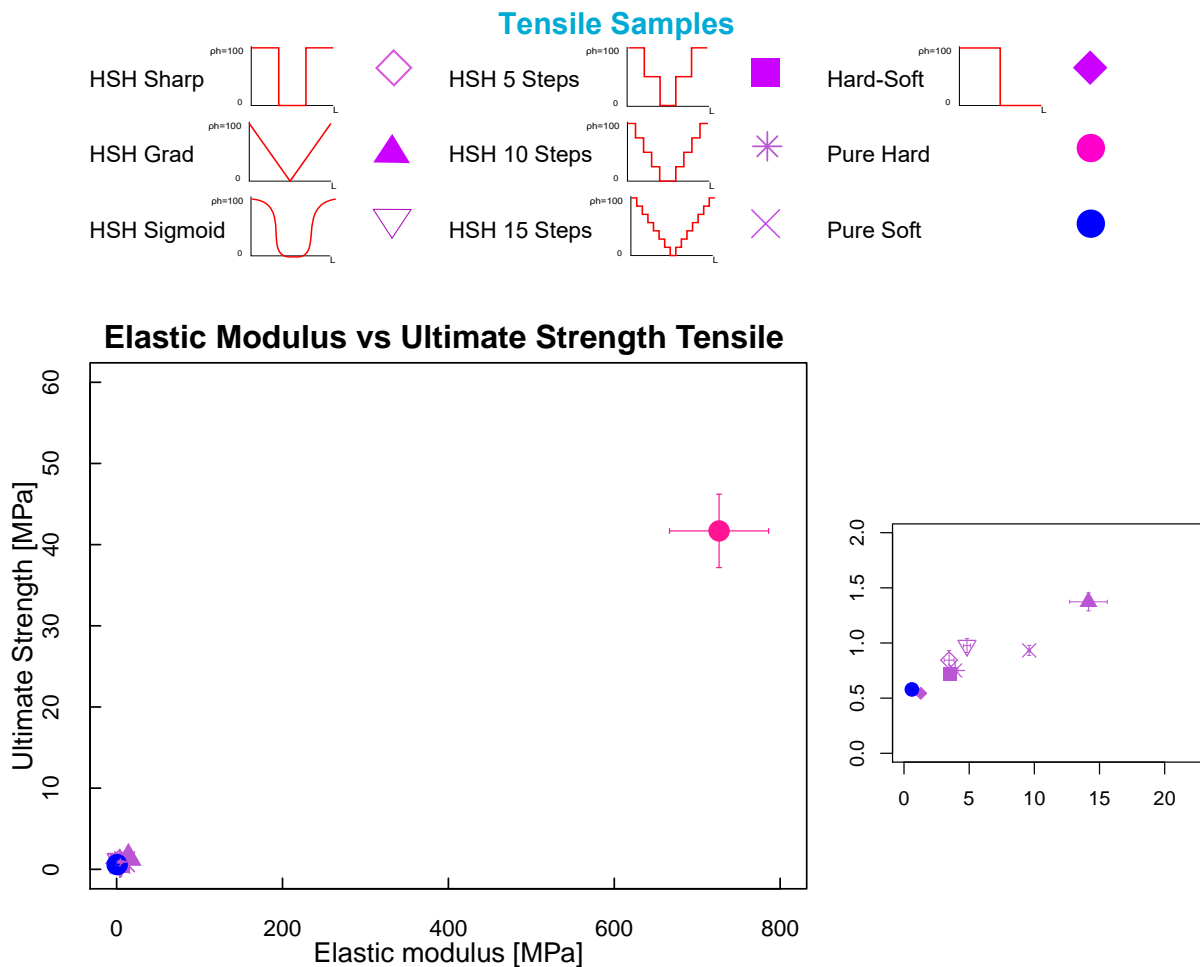 Tensile Samples
HSH Sharp ρh=100 0 L
HSH 5 Steps ρh=100 0 L
Hard-Soft ρh=100 0 L
HSH Grad ρh=100 0 L
HSH 10 Steps ρh=100 0 L
Pure Hard
HSH Sigmoid ρh=100 0 L
HSH 15 Steps ρh=100 0 L
Pure Soft
Elastic Modulus vs Ultimate Strength Tensile
Ultimate Strength [MPa]
60
50
40
30
20
10
0
0 200 400 600 800
Elastic modulus [MPa]
2.0
1.5
1.0
0.5
0.0
0 5 10 15 20